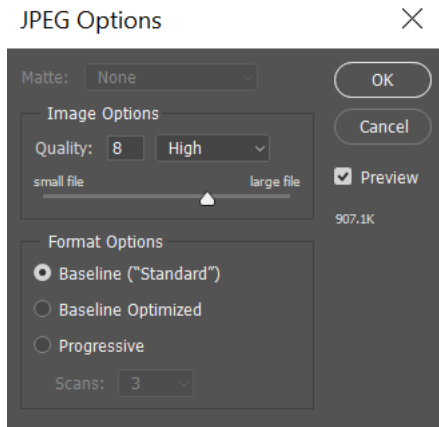 JPEG Options
Matte: None
OK
Image Options
Cancel
Quality: 8 High
small file large file
Preview
907.1K
Format Options
Baseline ("Standard")
Baseline Optimized
Progressive
Scans: 3